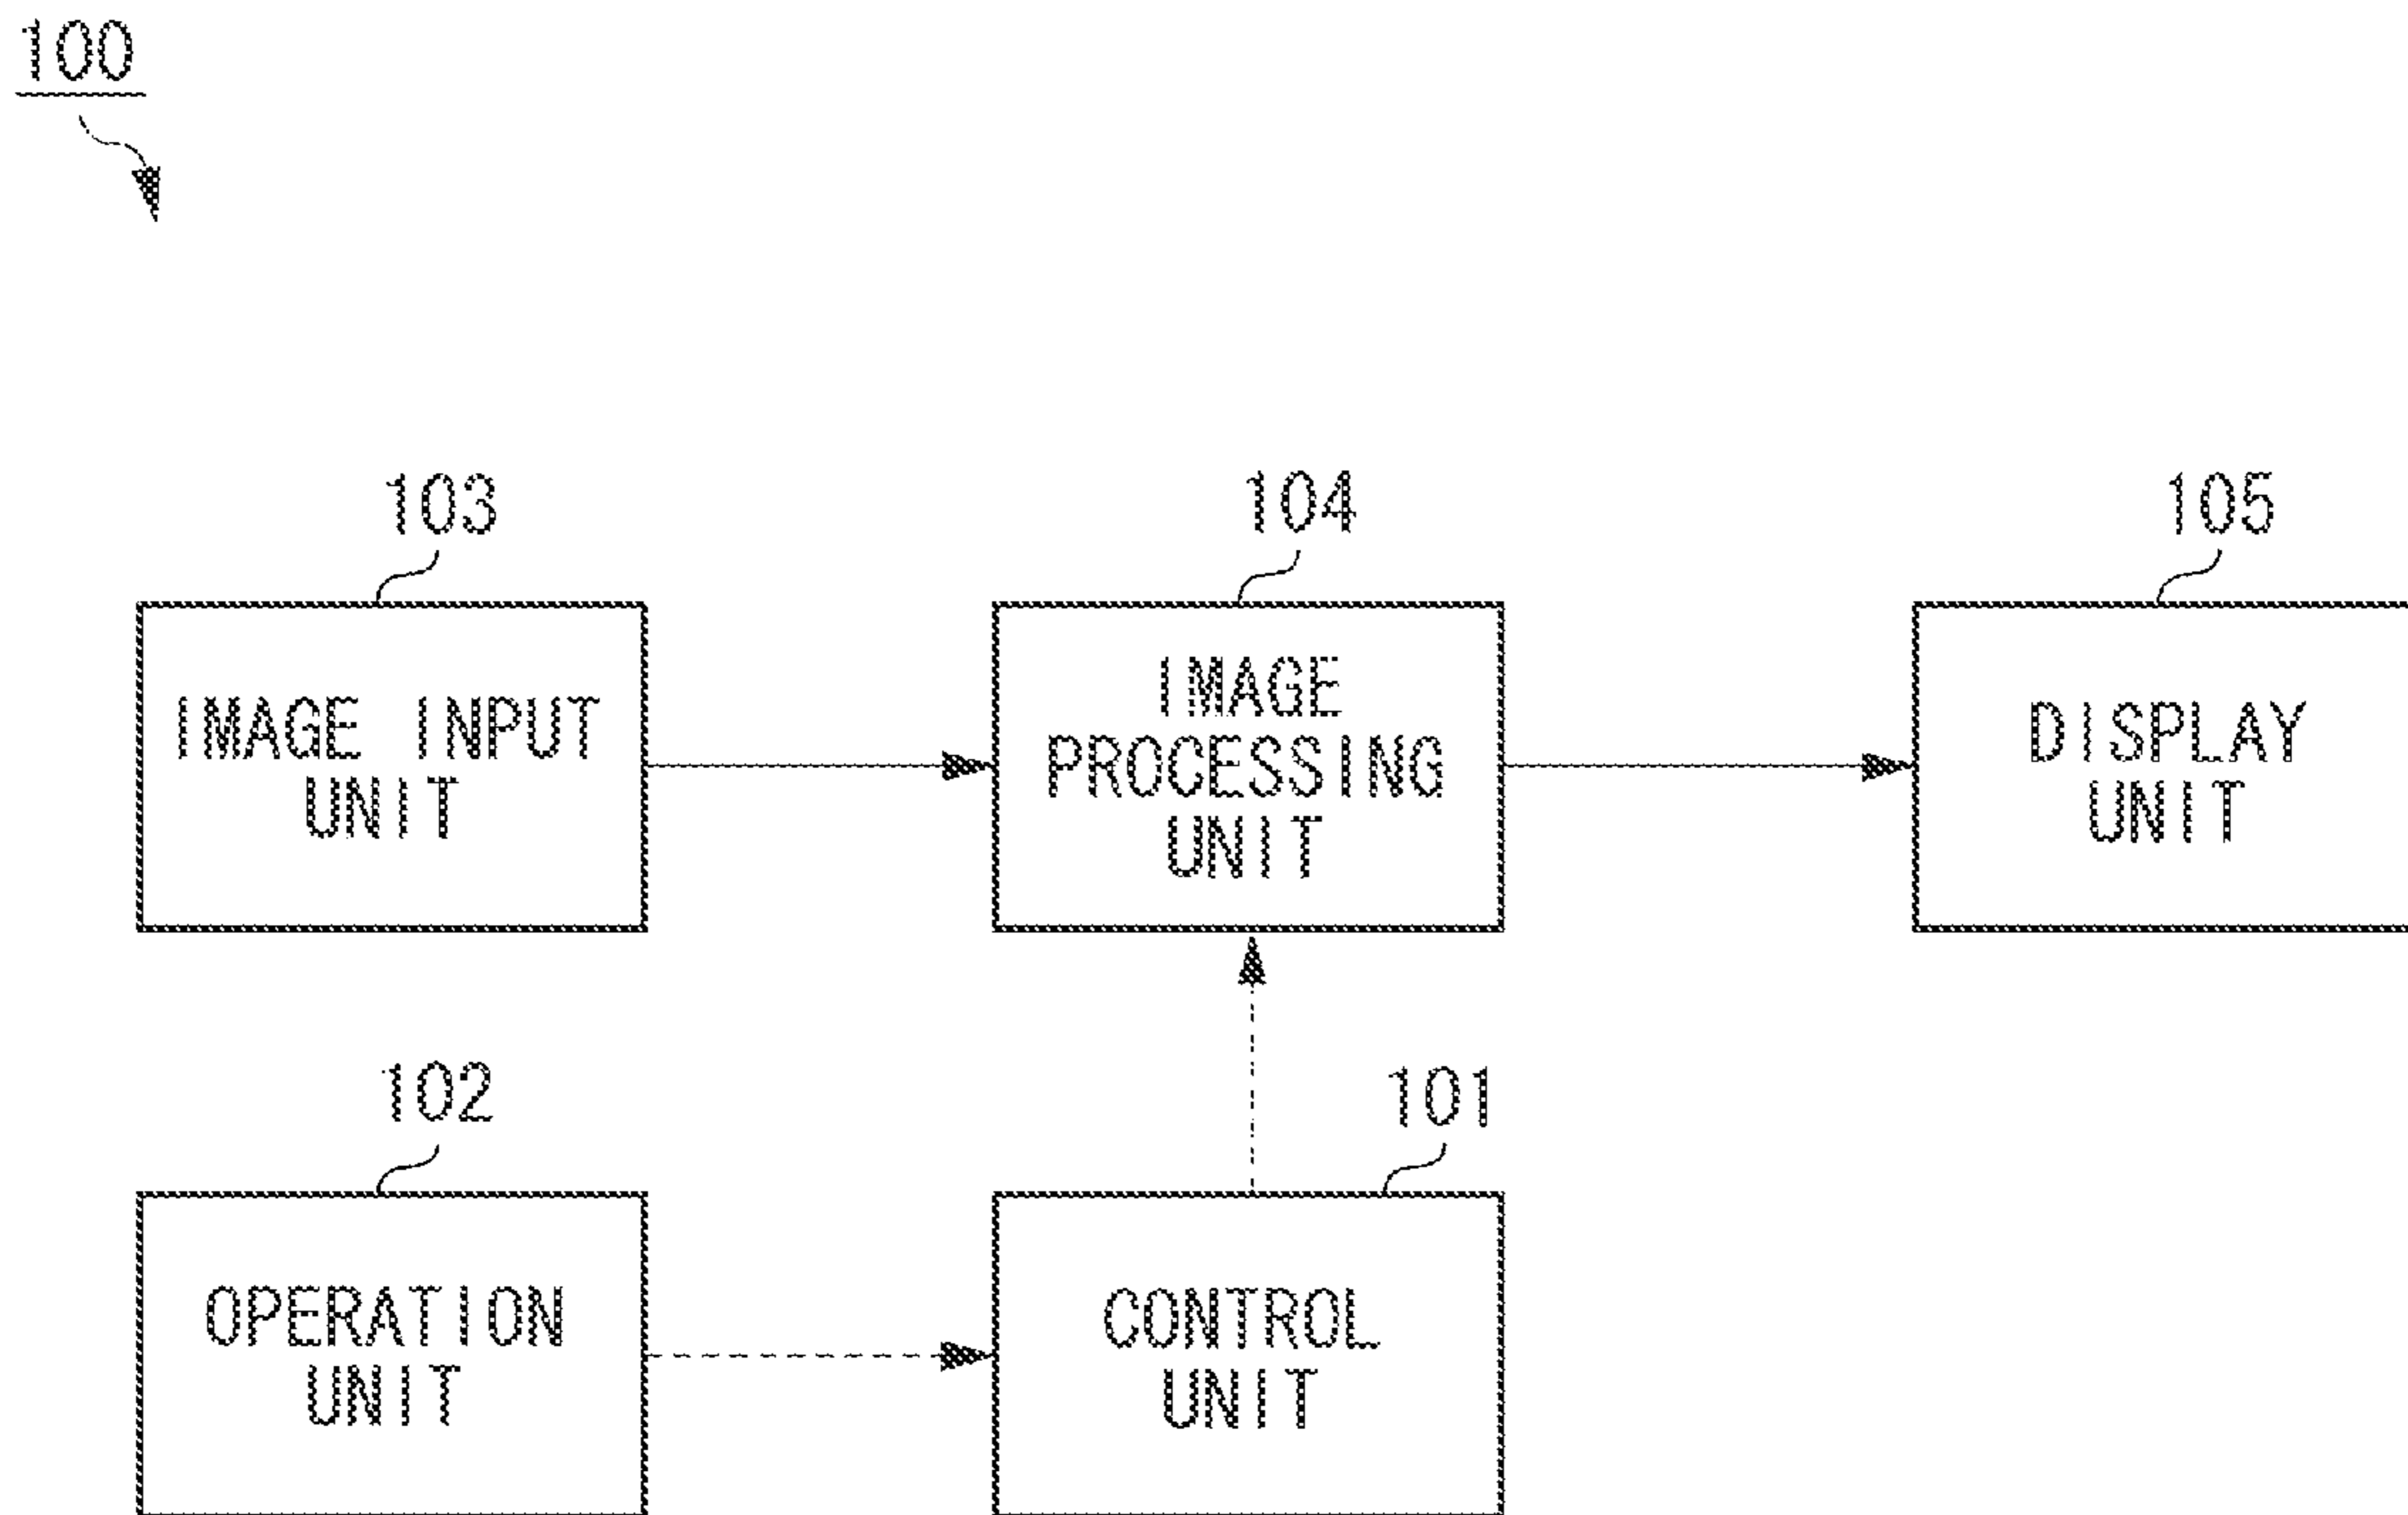 100
103
IMAGE INPUT
UNIT
104
IMAGE
PROCESSING
UNIT
105
DISPLAY
UNIT
102
OPERATION
UNIT
101
CONTROL
UNIT